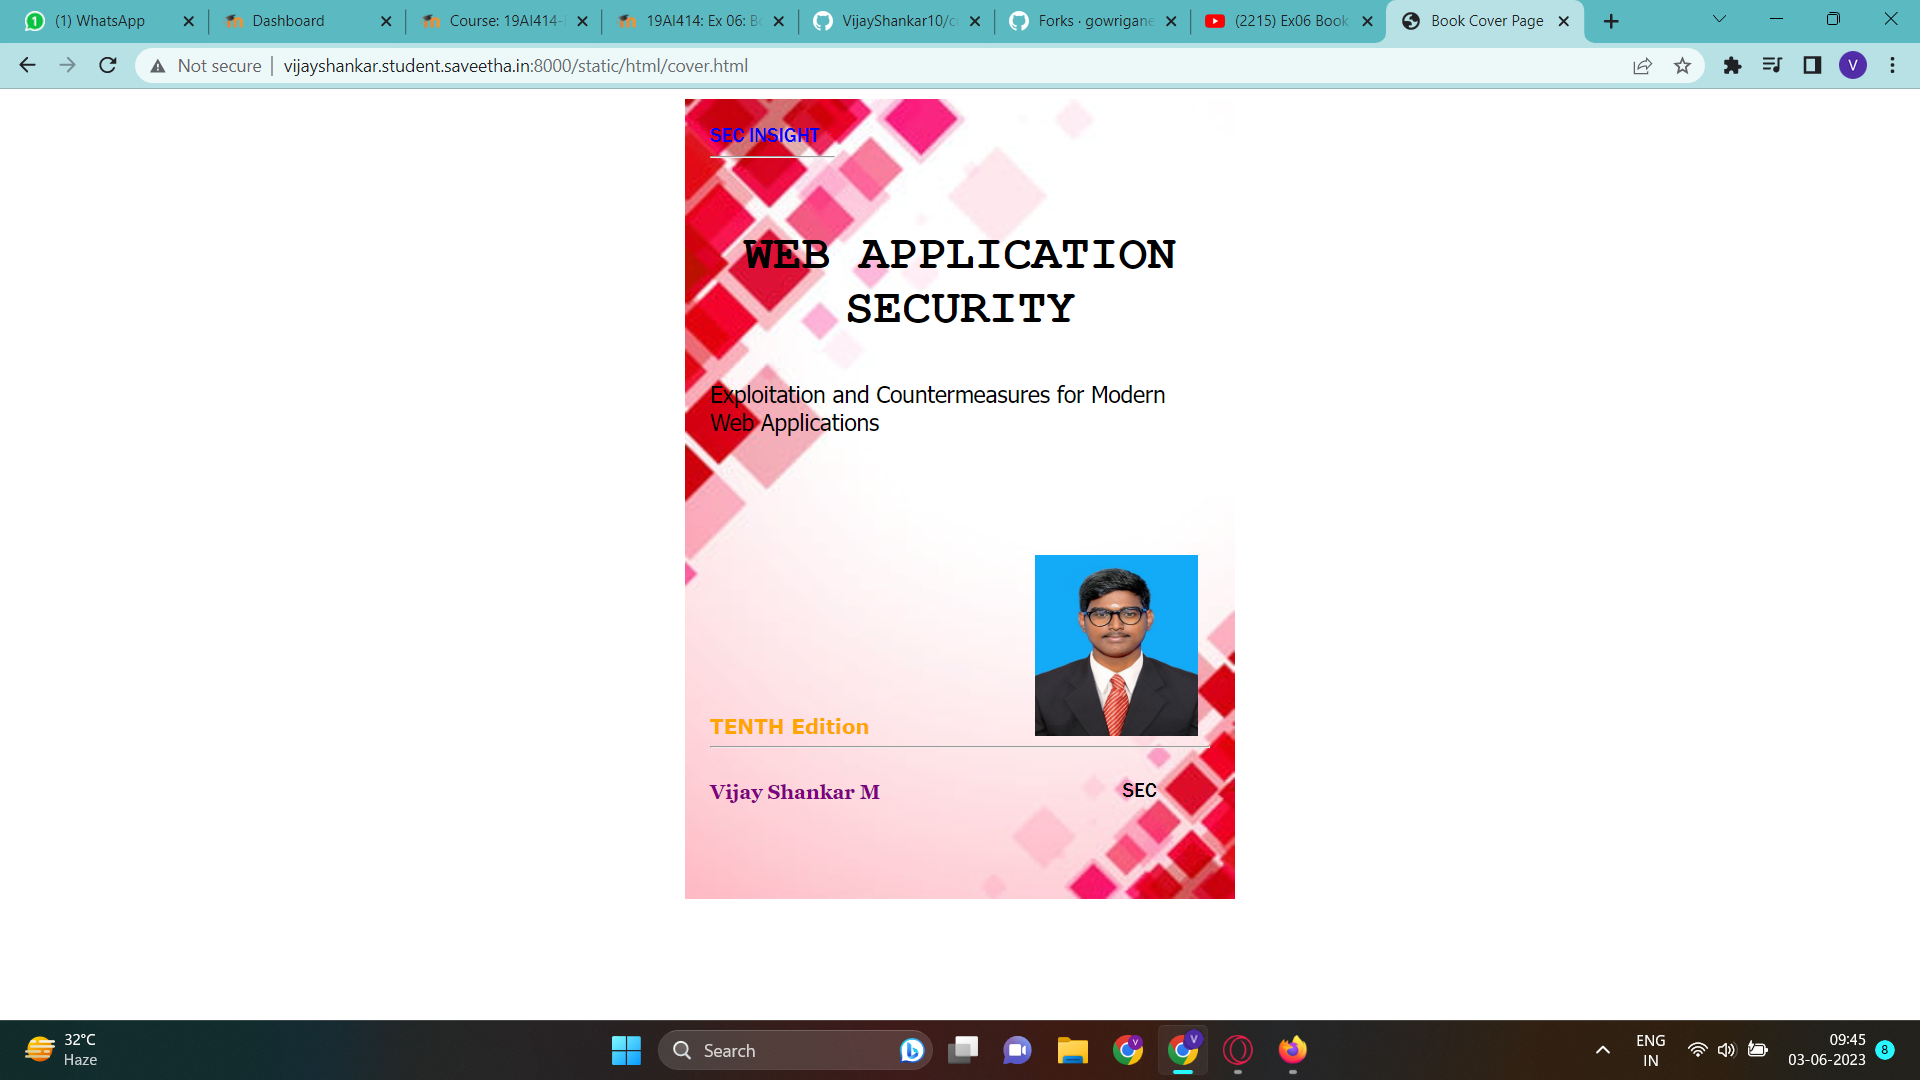 (1) WhatsApp
Dashboard
Course: 19AI414-
19AI414: Ex 06: Bo
VijayShankar10/c
Forks · gowrigane
(2215) Ex06 Book
Book Cover Page
Not secure
vijayshankar.student.saveetha.in:8000/static/html/cover.html
V
SEC INSIGHT
WEB APPLICATION
SECURITY
Exploitation and Countermeasures for Modern
Web Applications
TENTH Edition
Vijay Shankar M
SEC
32°C
Haze
Search
V
V
ENG
IN
09:45
03-06-2023
8